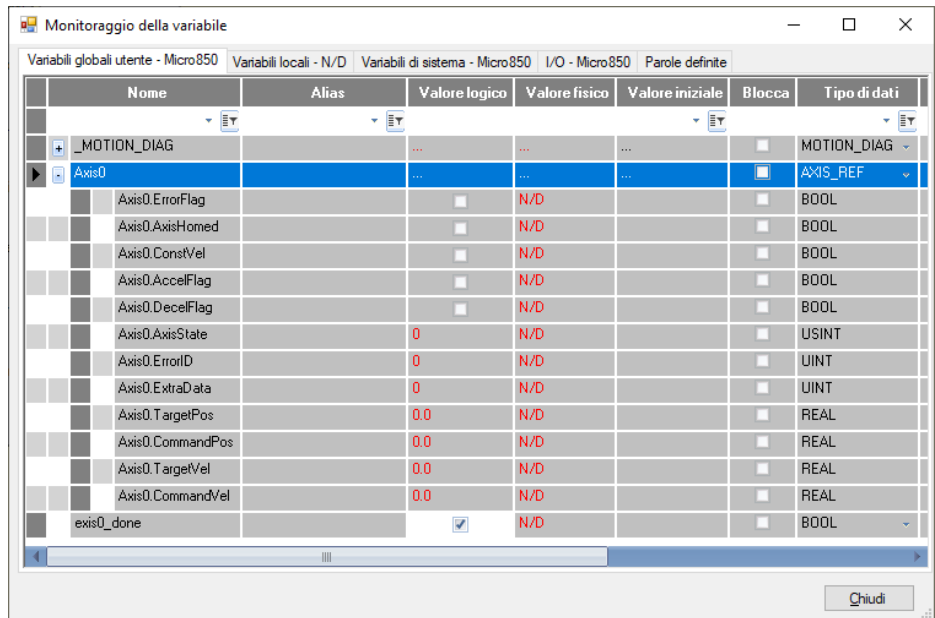 Monitoraggio della variabile
Variabili globali utente - Micro850 Variabili locali - N/D Variabili di sistema - Micro850 I/O - Micro850 Parole definite
Nome Alias Valore logico Valore fisico Valore iniziale Blocca Tipo di dati
+ _MOTION_DIAG ... ... ... MOTION_DIAG
- Axis0 ... ... ... AXIS_REF
Axis0.ErrorFlag N/D BOOL
Axis0.AxisHomed N/D BOOL
Axis0.ConstVel N/D BOOL
Axis0.AccelFlag N/D BOOL
Axis0.DecelFlag N/D BOOL
Axis0.AxisState 0 N/D USINT
Axis0.ErrorID 0 N/D UINT
Axis0.ExtraData 0 N/D UINT
Axis0.TargetPos 0.0 N/D REAL
Axis0.CommandPos 0.0 N/D REAL
Axis0.TargetVel 0.0 N/D REAL
Axis0.CommandVel 0.0 N/D REAL
exis0_done N/D BOOL
Chiudi